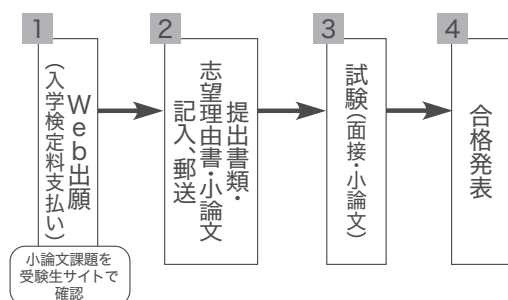 1
Web出願
(入学検定料支払い)
小論文課題を
受験生サイトで
確認
2
提出書類・
志望理由書・小論文
記入、郵送
3
試験(面接・小論文)
4
合格発表